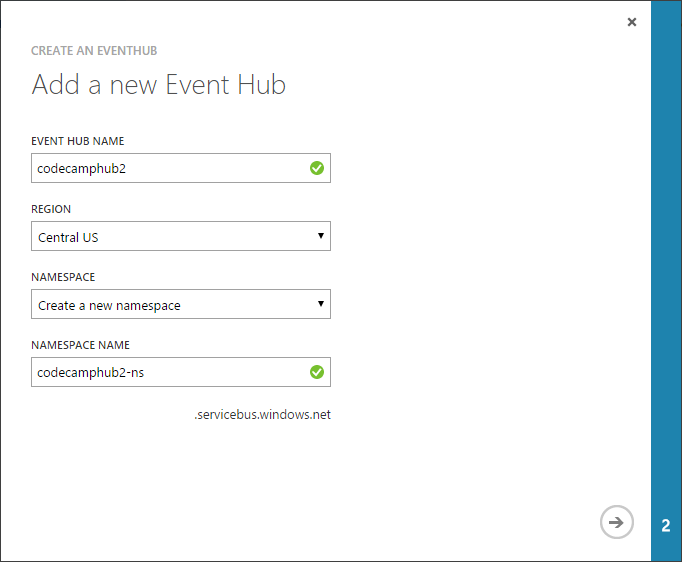 CREATE AN EVENTHUB
Add a new Event Hub
EVENT HUB NAME
codecamphub2
REGION
Central US
NAMESPACE
Create a new namespace
NAMESPACE NAME
codecamphub2-ns
.servicebus.windows.net
2